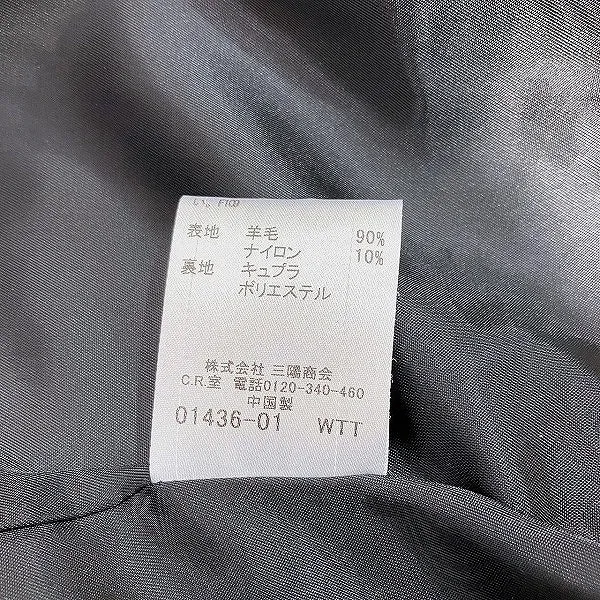 表地 羊毛 90%
ナイロン 10%
裏地 キュプラ
ポリエステル
株式会社 三陽商会
C.R.室 電話0120-340-460
中国製
01436-01 WTT